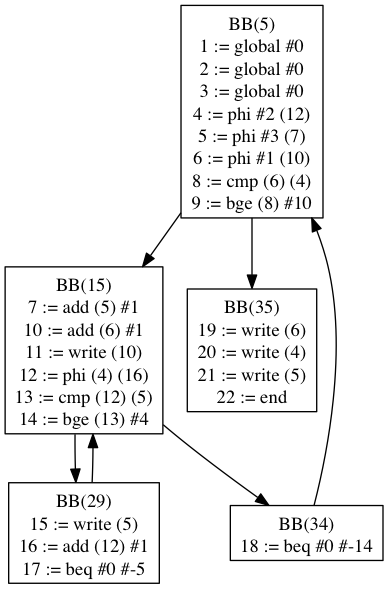 BB(5)
1 := global #0
2 := global #0
3 := global #0
4 := phi #2 (12)
5 := phi #3 (7)
6 := phi #1 (10)
8 := cmp (6) (4)
9 := bge (8) #10
BB(15)
7 := add (5) #1
10 := add (6) #1
11 := write (10)
12 := phi (4) (16)
13 := cmp (12) (5)
14 := bge (13) #4
BB(35)
19 := write (6)
20 := write (4)
21 := write (5)
22 := end
BB(29)
15 := write (5)
16 := add (12) #1
17 := beq #0 #-5
BB(34)
18 := beq #0 #-14